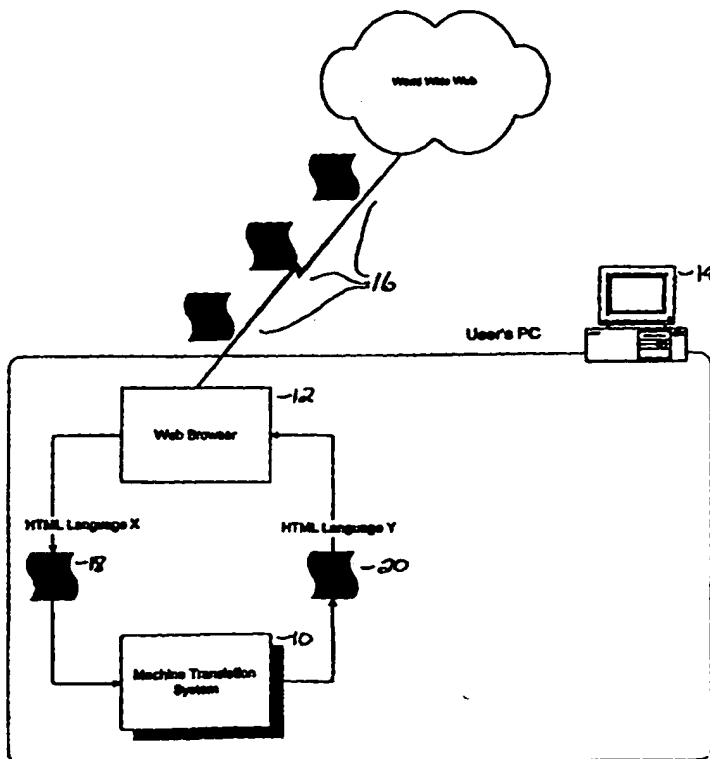 World Wide Web
16
14
User's PC
12
Web Browser
HTML Language X
HTML Language Y
18
20
10
Machine Translation
System